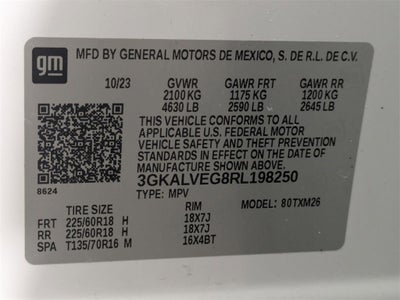 gm
MFD BY GENERAL MOTORS DE MEXICO, S. DE R.L. DE C.V.
10/23 GVWR GAWR FRT GAWR RR
2100 KG 1175 KG 1200 KG
4630 LB 2590 LB 2645 LB
THIS VEHICLE CONFORMS TO ALL
APPLICABLE U.S. FEDERAL MOTOR
VEHICLE SAFETY AND THEFT
PREVENTION STANDARDS IN EFFECT
ON THE DATE OF MANUFACTURE
SHOWN ABOVE.
8624 3GKALVEG8RL198250
TYPE: MPV
TIRE SIZE RIM MODEL: 80TXM26
FRT 225/60R18 H 18X7J
RR 225/60R18 H 18X7J
SPA T135/70R16 M 16X4BT